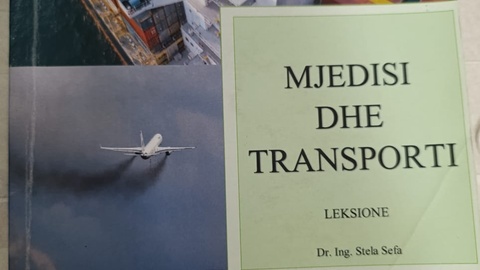 MJEDISI
DHE
TRANSPORTI
LEKSIONE
Dr. Ing. Stela Sefa